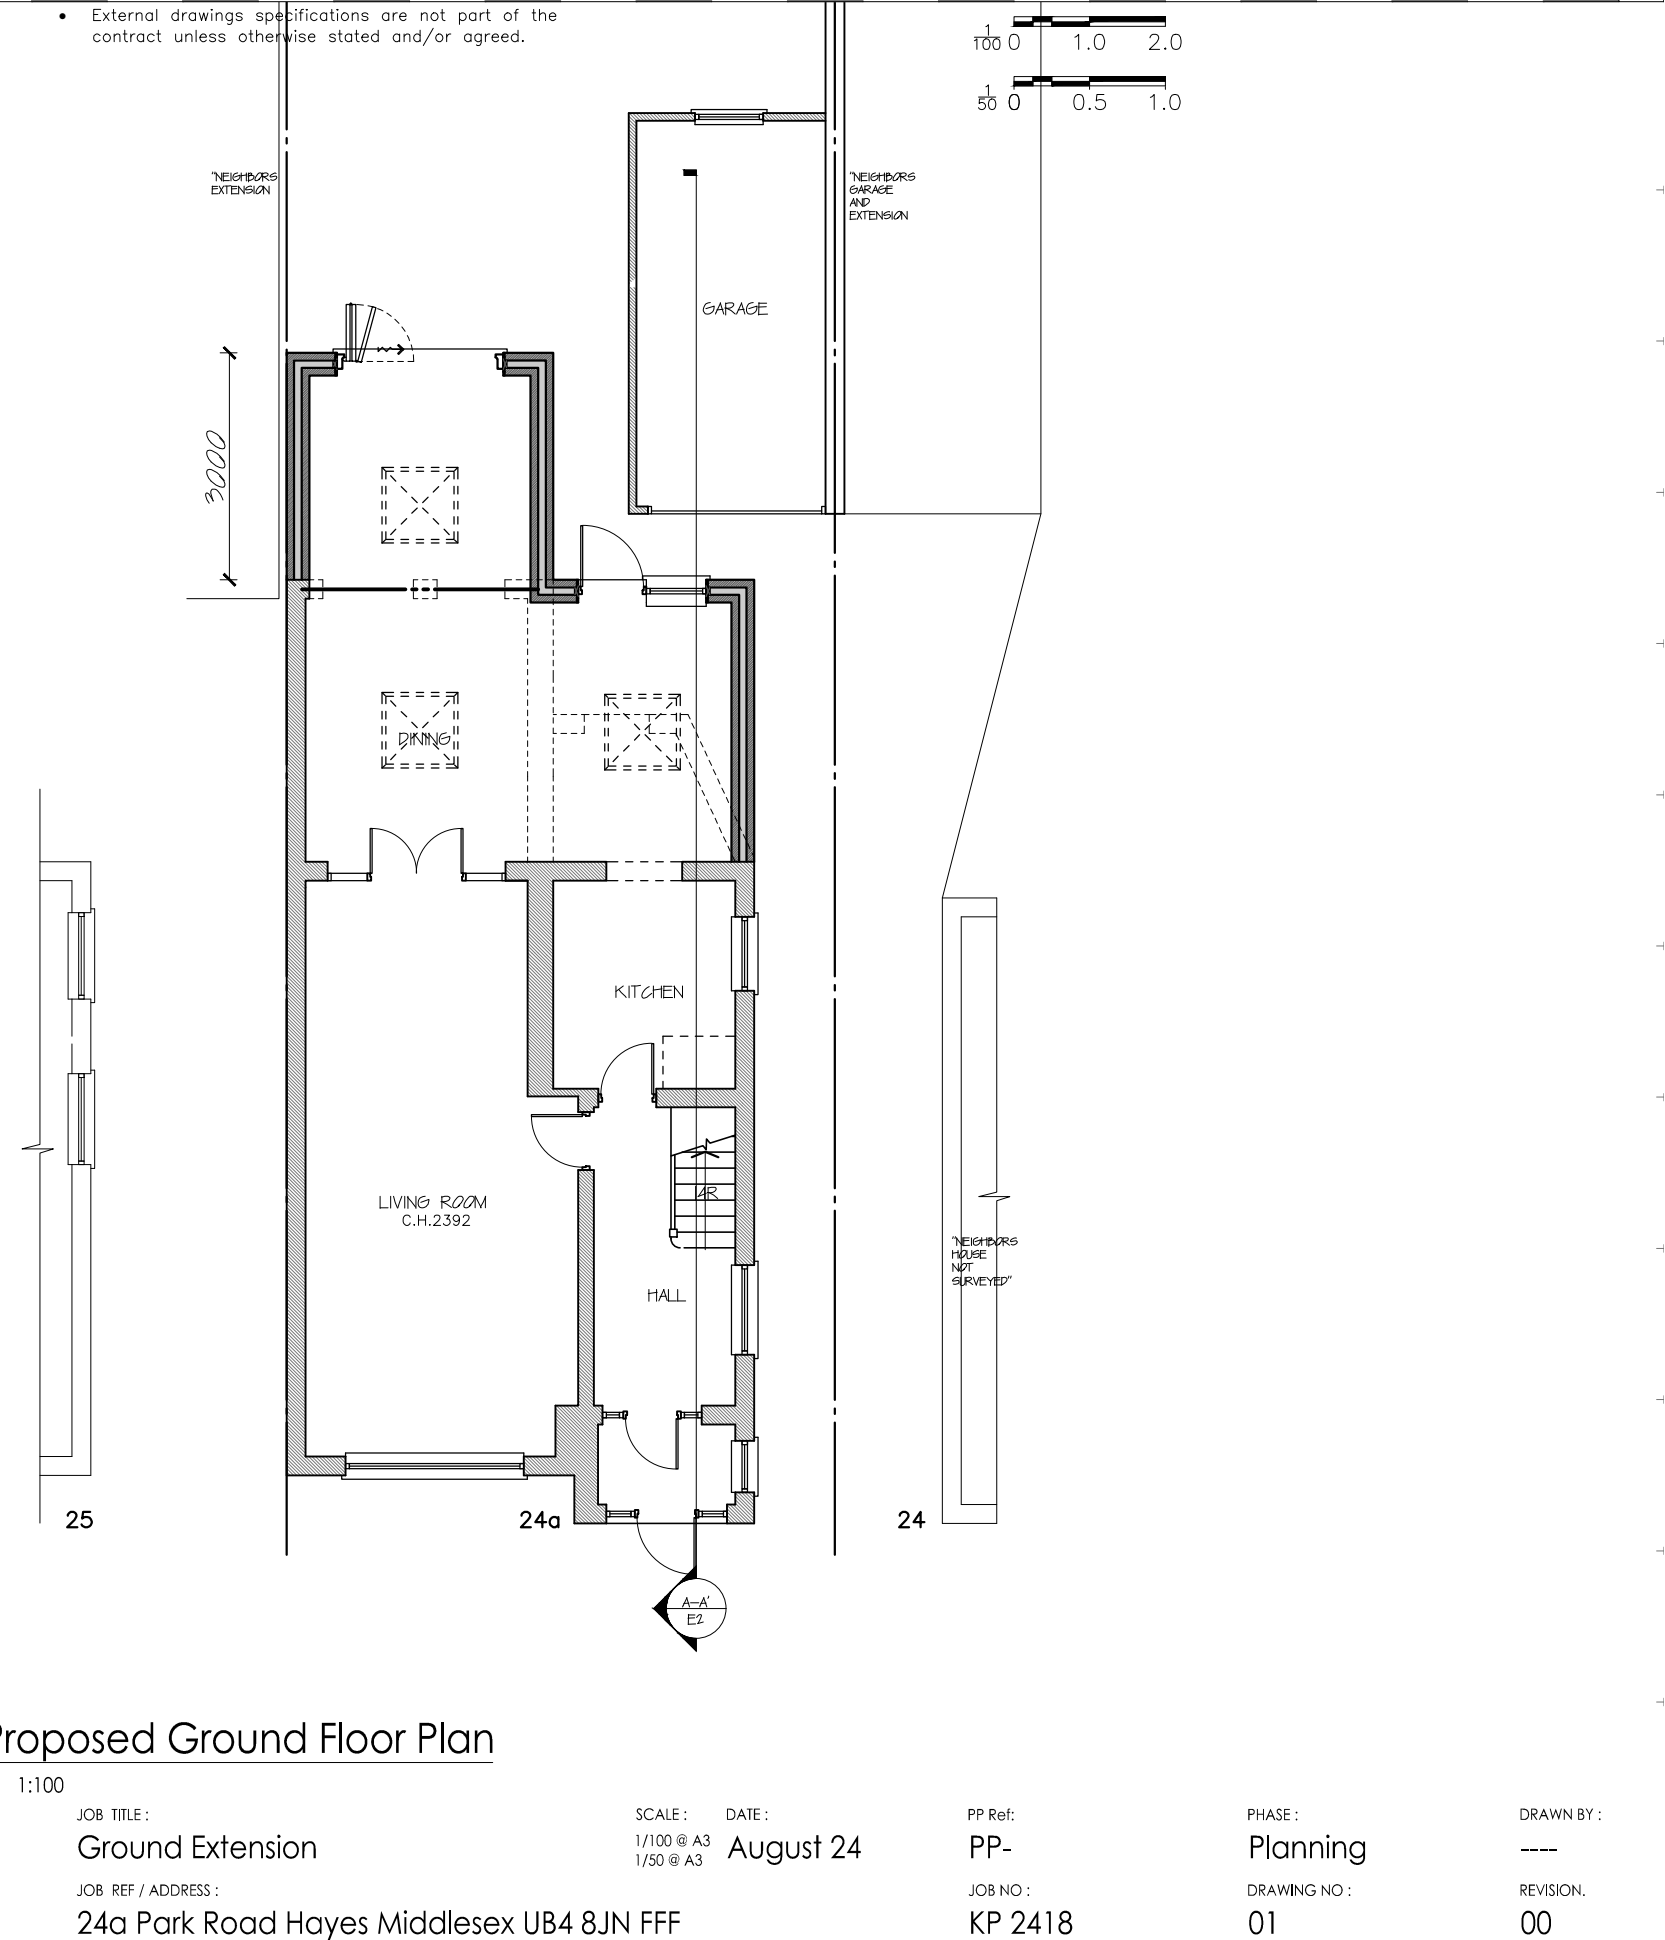 • External drawings specifications are not part of the
contract unless otherwise stated and/or agreed.
1/100 0 1.0 2.0
1/50 0 0.5 1.0
"NEIGHBORS
EXTENSION
"NEIGHBORS
GARAGE
AND
EXTENSION
GARAGE
3000
DINING
KITCHEN
LIVING ROOM
C.H.2392
HALL
"NEIGHBORS
HOUSE
NOT
SURVEYED"
25
24a
24
A-A'
E2
Proposed Ground Floor Plan
1:100
JOB TITLE :
Ground Extension
SCALE :
1/100 @ A3
1/50 @ A3
DATE :
August 24
PP Ref:
PP-
PHASE :
Planning
DRAWN BY :
----
JOB REF / ADDRESS :
24a Park Road Hayes Middlesex UB4 8JN FFF
JOB NO :
KP 2418
DRAWING NO :
01
REVISION.
00